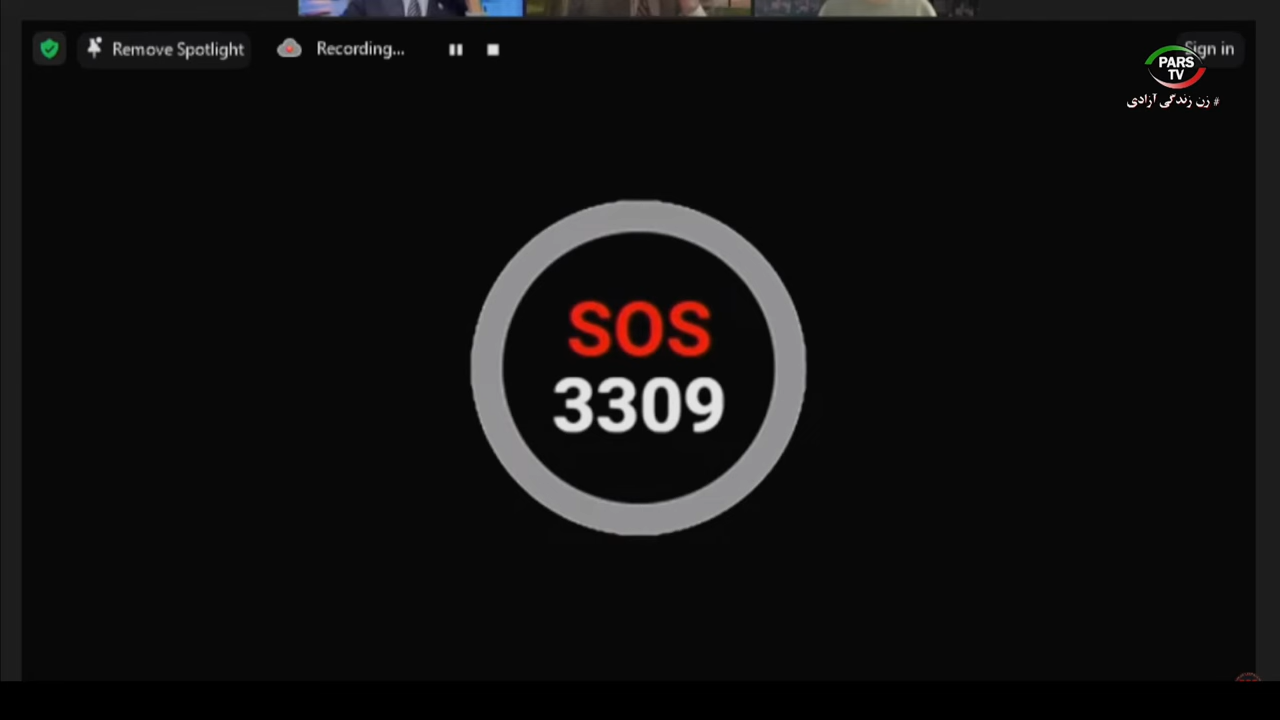 Remove Spotlight
Recording...
Sign in
PARS
TV
# زن زندگی آزادی
SOS
3309